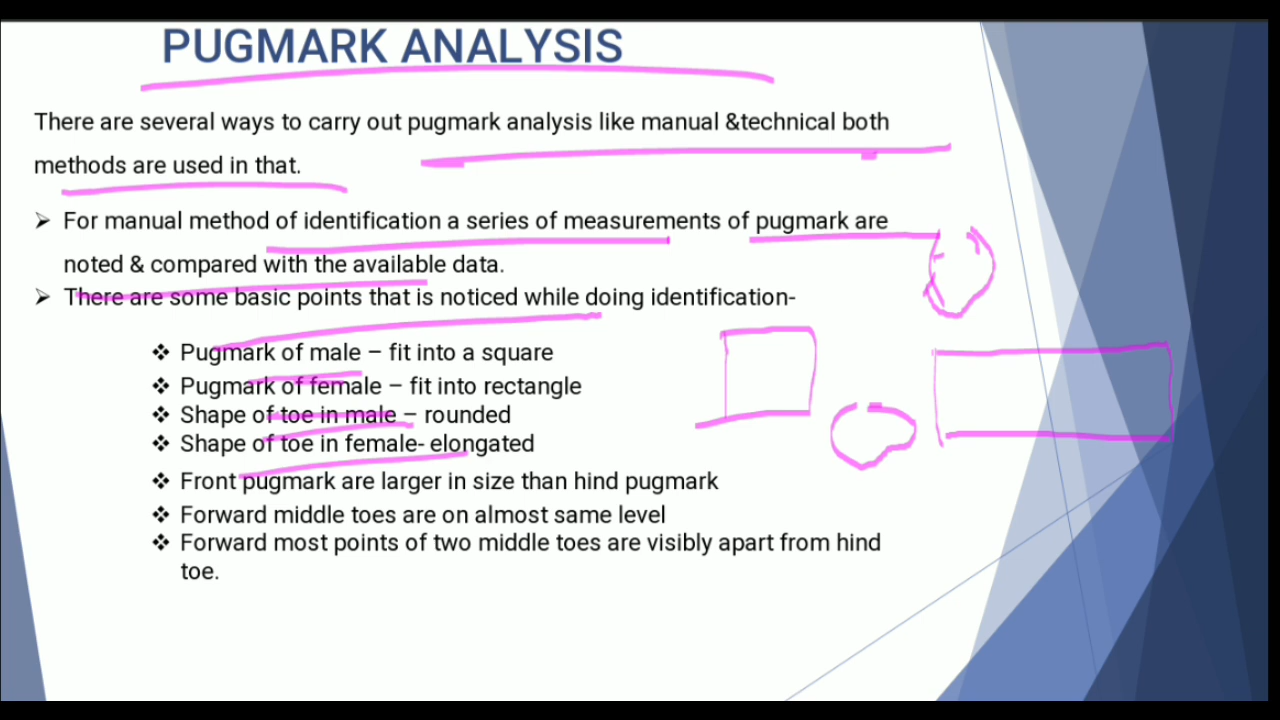 PUGMARK ANALYSIS
There are several ways to carry out pugmark analysis like manual &technical both
methods are used in that.
➢ For manual method of identification a series of measurements of pugmark are
noted & compared with the available data.
➢ There are some basic points that is noticed while doing identification-
❖ Pugmark of male – fit into a square
❖ Pugmark of female – fit into rectangle
❖ Shape of toe in male – rounded
❖ Shape of toe in female- elongated
❖ Front pugmark are larger in size than hind pugmark
❖ Forward middle toes are on almost same level
❖ Forward most points of two middle toes are visibly apart from hind
toe.